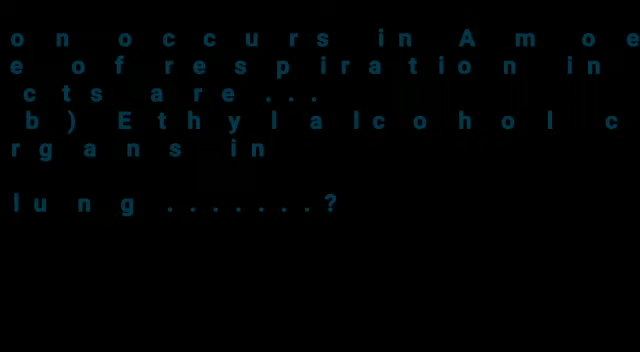 on occurs in Amoe
e of respiration in
cts are ...
b) Ethyl alcohol c
rgans in
lung .......?